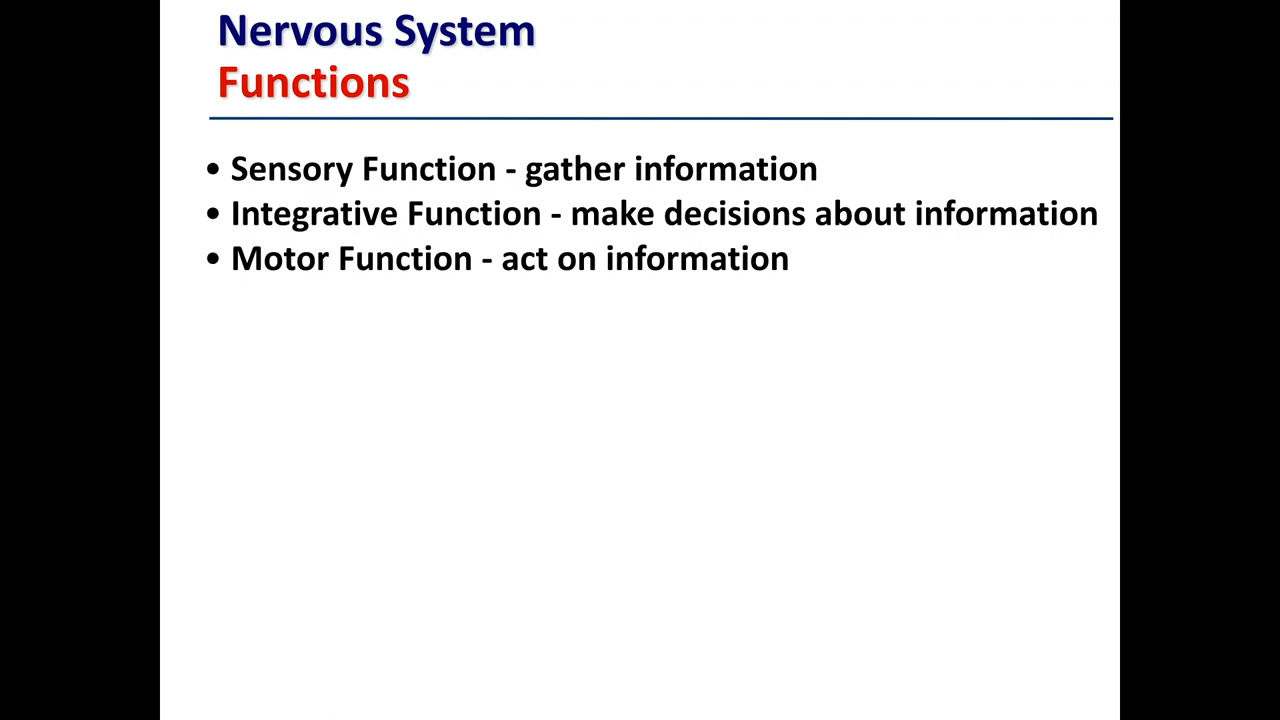 Nervous System
Functions
• Sensory Function - gather information
• Integrative Function - make decisions about information
• Motor Function - act on information